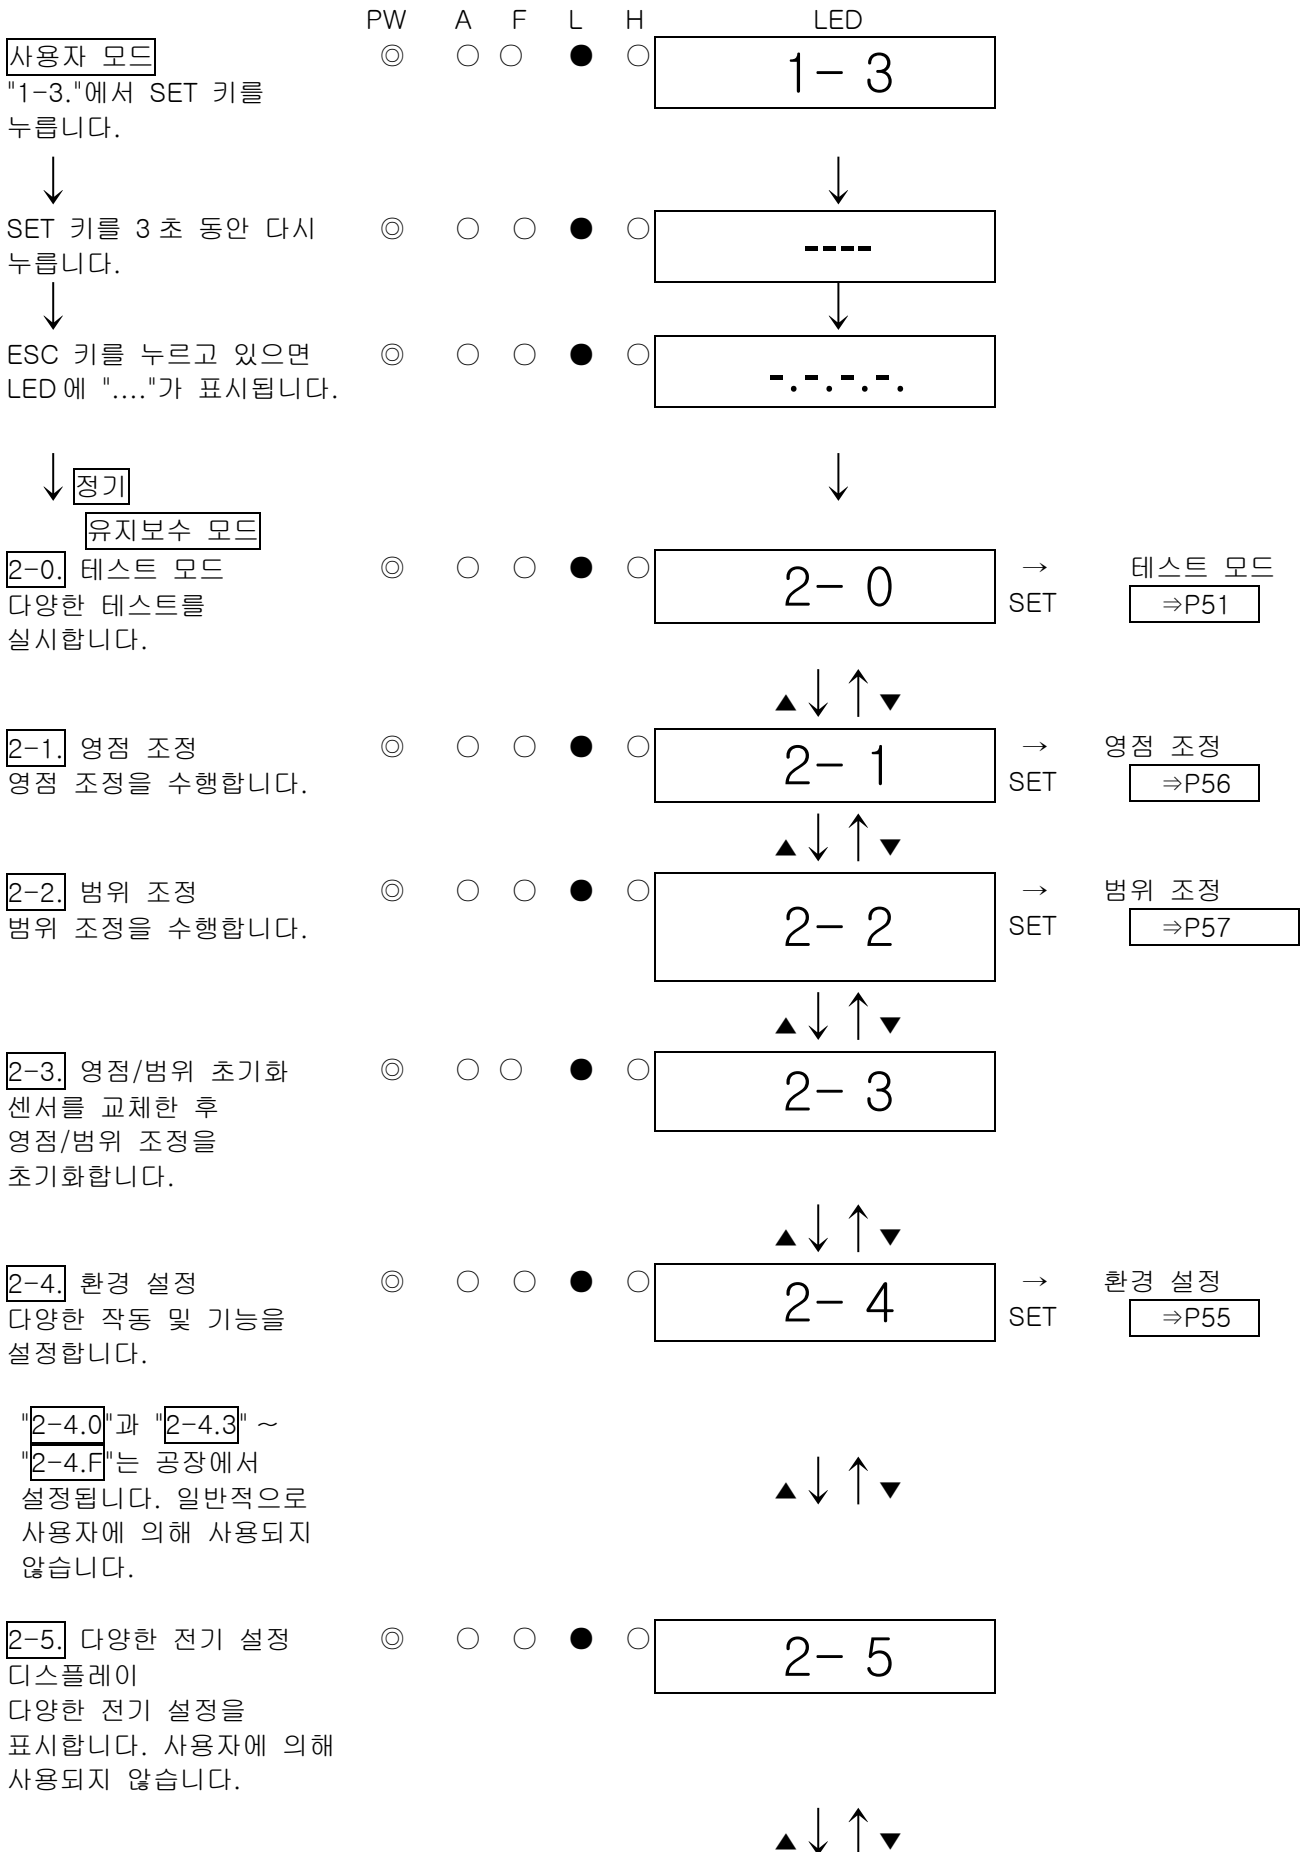 PW A F L H LED
사용자 모드 ◎ ○ ○ ● ○ 1- 3
"1-3."에서 SET 키를
누릅니다.
↓ ↓
SET 키를 3 초 동안 다시 ◎ ○ ○ ● ○ ----
누릅니다.
↓ ↓
ESC 키를 누르고 있으면 ◎ ○ ○ ● ○ -.-.-.-.
LED에 "...."가 표시됩니다.
↓ 정기 ↓
유지보수 모드
2-0. 테스트 모드 ◎ ○ ○ ● ○ 2- 0 → 테스트 모드
다양한 테스트를 SET ⇒P51
실시합니다.
▲↓↑▼
2-1. 영점 조정 ◎ ○ ○ ● ○ 2- 1 → 영점 조정
영점 조정을 수행합니다. SET ⇒P56
▲↓↑▼
2-2. 범위 조정 ◎ ○ ○ ● ○ 2- 2 → 범위 조정
범위 조정을 수행합니다. SET ⇒P57
▲↓↑▼
2-3. 영점/범위 초기화 ◎ ○ ○ ● ○ 2- 3
센서를 교체한 후
영점/범위 조정을
초기화합니다.
▲↓↑▼
2-4. 환경 설정 ◎ ○ ○ ● ○ 2- 4 → 환경 설정
다양한 작동 및 기능을 SET ⇒P55
설정합니다.
"2-4.0"과 "2-4.3" ~
"2-4.F"는 공장에서
설정됩니다. 일반적으로 ▲↓↑▼
사용자에 의해 사용되지
않습니다.
2-5. 다양한 전기 설정 ◎ ○ ○ ● ○ 2- 5
디스플레이
다양한 전기 설정을
표시합니다. 사용자에 의해
사용되지 않습니다.
▲↓↑▼